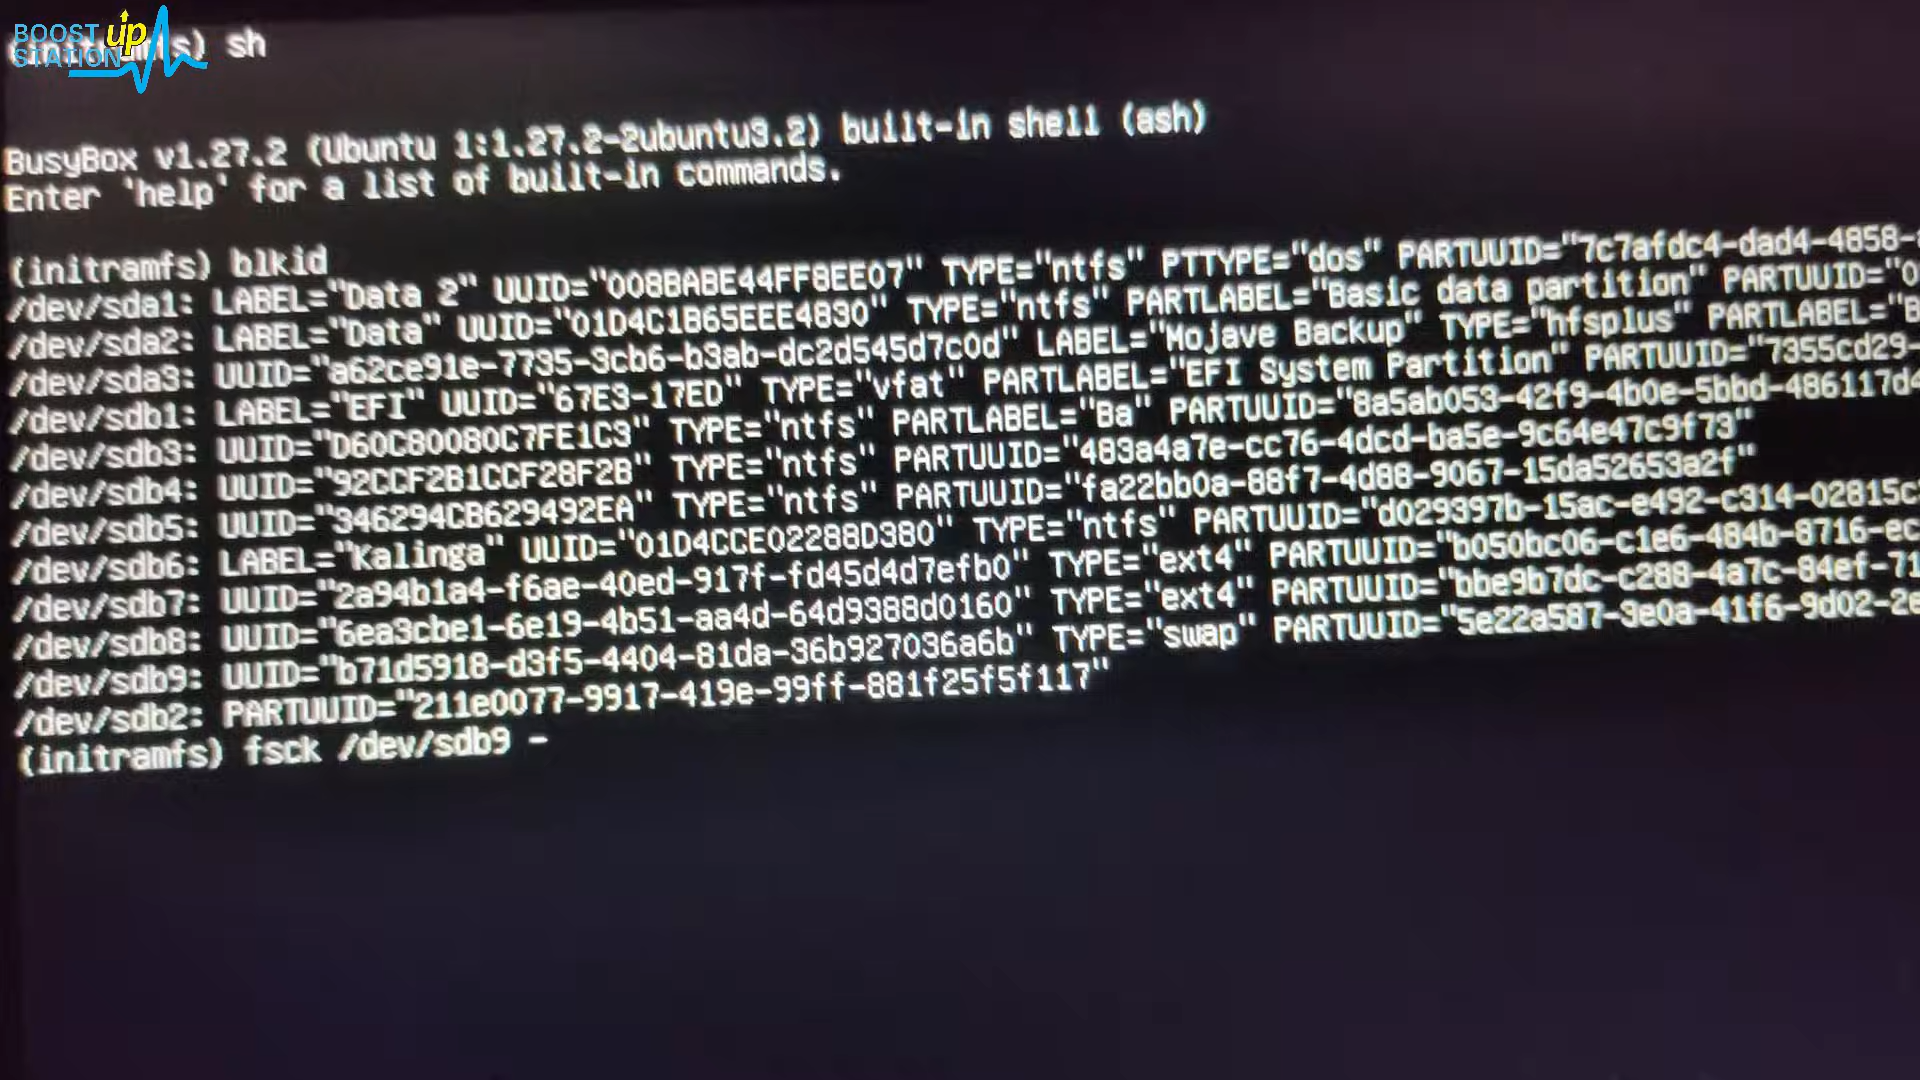 BOOST up
STATION
(initramfs) sh
BusyBox v1.27.2 (Ubuntu 1:1.27.2-2ubuntu3.2) built-in shell (ash)
Enter 'help' for a list of built-in commands.
(initramfs) blkid
/dev/sda1: LABEL="Data 2" UUID="008BABE44FF8EE07" TYPE="ntfs" PTTYPE="dos" PARTUUID="7c7afdc4-dad4-4858-
/dev/sda2: LABEL="Data" UUID="01D4C1B65EEE4830" TYPE="ntfs" PARTLABEL="Basic data partition" PARTUUID="0
/dev/sda3: UUID="a62ce91e-7735-3cb6-b3ab-dc2d545d7c0d" LABEL="Mojave Backup" TYPE="hfsplus" PARTLABEL="B
/dev/sdb1: LABEL="EFI" UUID="67E3-17ED" TYPE="vfat" PARTLABEL="EFI System Partition" PARTUUID="7355cd29-
/dev/sdb3: UUID="D60C80080C7FE1C3" TYPE="ntfs" PARTLABEL="Ba" PARTUUID="8a5ab053-42f9-4b0e-5bbd-486117d4
/dev/sdb4: UUID="92CCF2B1CCF28F2B" TYPE="ntfs" PARTUUID="483a4a7e-cc76-4dcd-ba5e-9c64e47c9f73"
/dev/sdb5: UUID="346294CB629492EA" TYPE="ntfs" PARTUUID="fa22bb0a-88f7-4d88-9067-15da52653a2f"
/dev/sdb6: LABEL="Kalinga" UUID="01D4CCE02288D380" TYPE="ntfs" PARTUUID="d029397b-15ac-e492-c314-02815c
/dev/sdb7: UUID="2a94b1a4-f6ae-40ed-917f-fd45d4d7efb0" TYPE="ext4" PARTUUID="b050bc06-c1e6-484b-8716-ec
/dev/sdb8: UUID="6ea3cbe1-6e19-4b51-aa4d-64d9388d0160" TYPE="ext4" PARTUUID="bbe9b7dc-c288-4a7c-84ef-71
/dev/sdb9: UUID="b71d5918-d3f5-4404-81da-36b927036a6b" TYPE="swap" PARTUUID="5e22a587-3e0a-41f6-9d02-2e
/dev/sdb2: PARTUUID="211e0077-9917-419e-99ff-881f25f5f117"
(initramfs) fsck /dev/sdb9 -